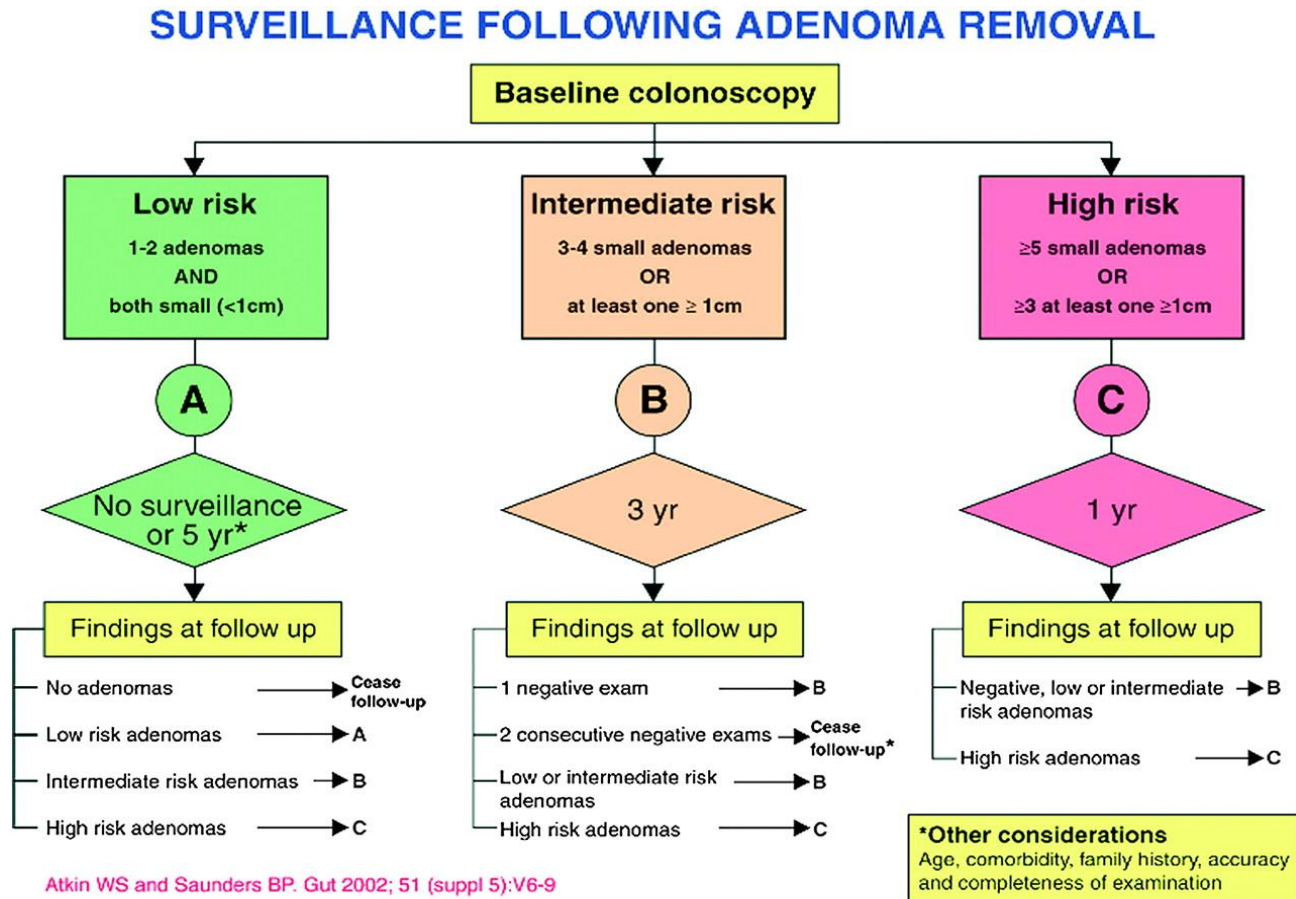 SURVEILLANCE FOLLOWING ADENOMA REMOVAL
Baseline colonoscopy
Low risk
1-2 adenomas
AND
both small (<1cm)
A
No surveillance
or 5 yr*
Findings at follow up
No adenomas
Cease
follow-up
Low risk adenomas
A
Intermediate risk adenomas
B
High risk adenomas
C
Intermediate risk
3-4 small adenomas
OR
at least one ≥ 1cm
B
3 yr
Findings at follow up
1 negative exam
B
2 consecutive negative exams
Cease
follow-up*
Low or intermediate risk
adenomas
B
High risk adenomas
C
High risk
≥5 small adenomas
OR
≥3 at least one ≥1cm
C
1 yr
Findings at follow up
Negative, low or intermediate
risk adenomas
B
High risk adenomas
C
*Other considerations
Age, comorbidity, family history, accuracy
and completeness of examination
Atkin WS and Saunders BP. Gut 2002; 51 (suppl 5):V6-9